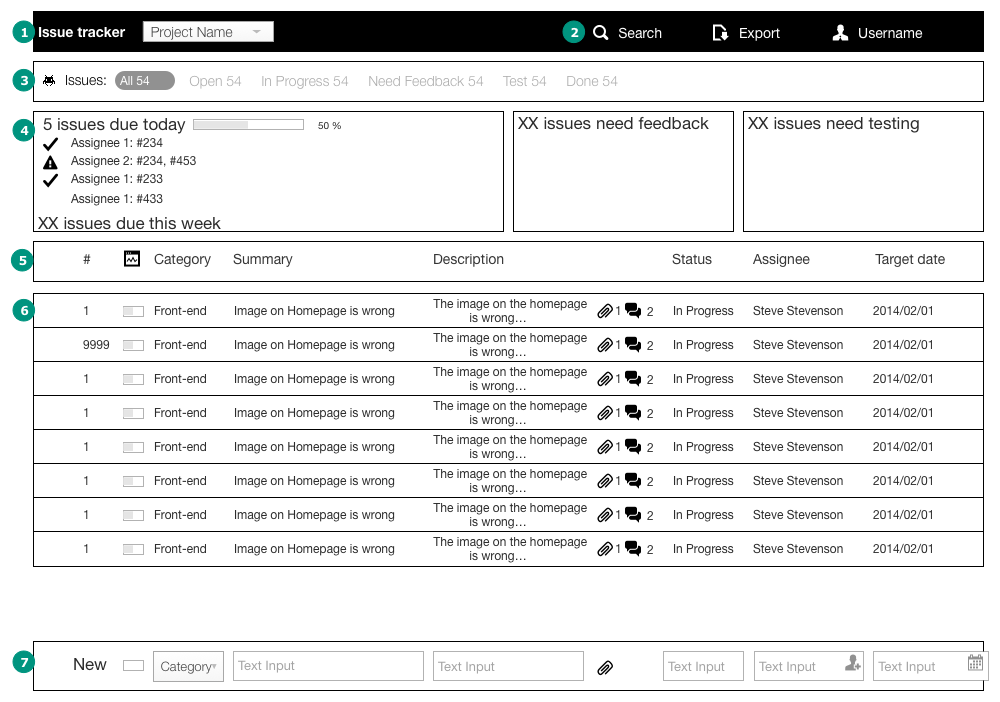 1 Issue tracker Project Name 2 Search Export Username
3 Issues: All 54 Open 54 In Progress 54 Need Feedback 54 Test 54 Done 54
4 5 issues due today 50 %
Assignee 1: #234
Assignee 2: #234, #453
Assignee 1: #233
Assignee 1: #433
XX issues due this week
XX issues need feedback
XX issues need testing
5 # Category Summary Description Status Assignee Target date
6 1 Front-end Image on Homepage is wrong The image on the homepage
is wrong... 1 2 In Progress Steve Stevenson 2014/02/01
9999 Front-end Image on Homepage is wrong The image on the homepage
is wrong... 1 2 In Progress Steve Stevenson 2014/02/01
1 Front-end Image on Homepage is wrong The image on the homepage
is wrong... 1 2 In Progress Steve Stevenson 2014/02/01
1 Front-end Image on Homepage is wrong The image on the homepage
is wrong... 1 2 In Progress Steve Stevenson 2014/02/01
1 Front-end Image on Homepage is wrong The image on the homepage
is wrong... 1 2 In Progress Steve Stevenson 2014/02/01
1 Front-end Image on Homepage is wrong The image on the homepage
is wrong... 1 2 In Progress Steve Stevenson 2014/02/01
1 Front-end Image on Homepage is wrong The image on the homepage
is wrong... 1 2 In Progress Steve Stevenson 2014/02/01
1 Front-end Image on Homepage is wrong The image on the homepage
is wrong... 1 2 In Progress Steve Stevenson 2014/02/01
7 New Category Text Input Text Input Text Input Text Input Text Input